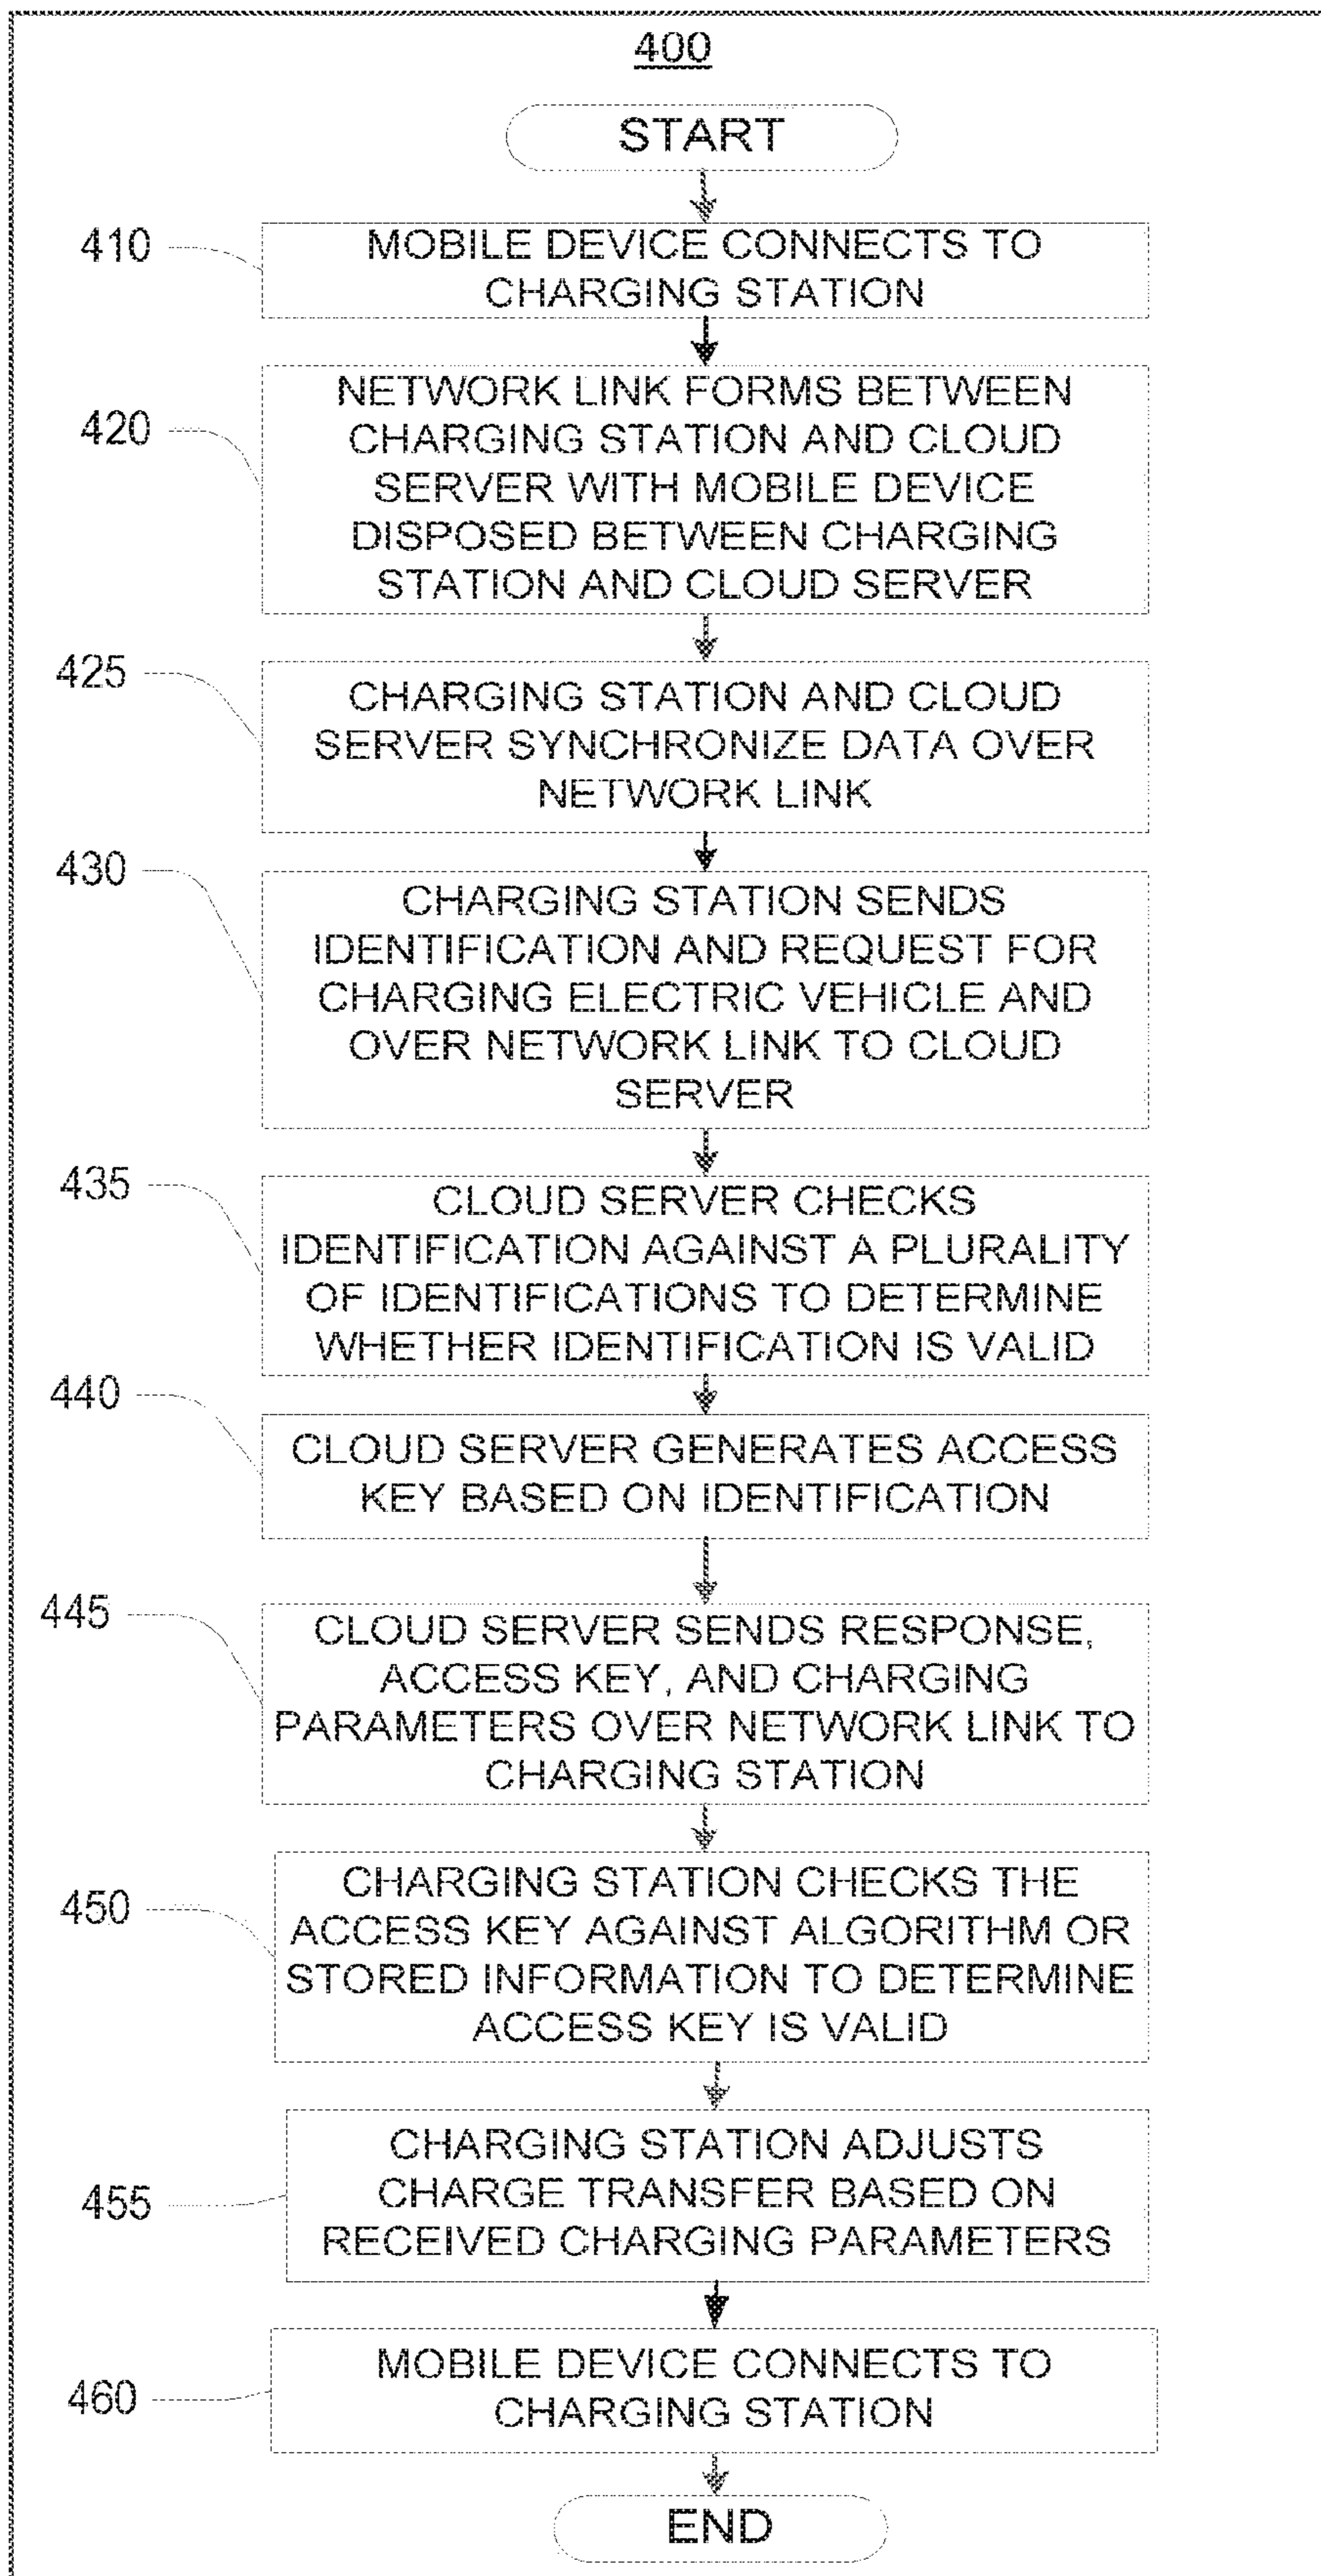 400
START
410
MOBILE DEVICE CONNECTS TO
CHARGING STATION
420
NETWORK LINK FORMS BETWEEN
CHARGING STATION AND CLOUD
SERVER WITH MOBILE DEVICE
DISPOSED BETWEEN CHARGING
STATION AND CLOUD SERVER
425
CHARGING STATION AND CLOUD
SERVER SYNCHRONIZE DATA OVER
NETWORK LINK
430
CHARGING STATION SENDS
IDENTIFICATION AND REQUEST FOR
CHARGING ELECTRIC VEHICLE AND
OVER NETWORK LINK TO CLOUD
SERVER
435
CLOUD SERVER CHECKS
IDENTIFICATION AGAINST A PLURALITY
OF IDENTIFICATIONS TO DETERMINE
WHETHER IDENTIFICATION IS VALID
440
CLOUD SERVER GENERATES ACCESS
KEY BASED ON IDENTIFICATION
445
CLOUD SERVER SENDS RESPONSE,
ACCESS KEY, AND CHARGING
PARAMETERS OVER NETWORK LINK TO
CHARGING STATION
450
CHARGING STATION CHECKS THE
ACCESS KEY AGAINST ALGORITHM OR
STORED INFORMATION TO DETERMINE
ACCESS KEY IS VALID
455
CHARGING STATION ADJUSTS
CHARGE TRANSFER BASED ON
RECEIVED CHARGING PARAMETERS
460
MOBILE DEVICE CONNECTS TO
CHARGING STATION
END